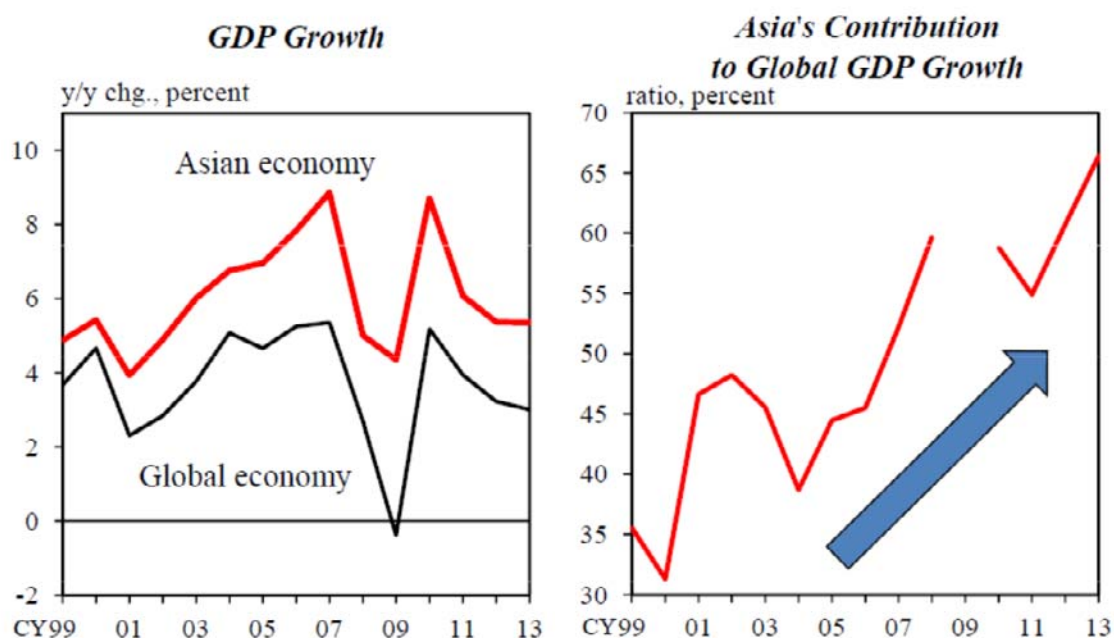 GDP Growth
y/y chg., percent
10
8
6
4
2
0
-2
Asian economy
Global economy
CY99 01 03 05 07 09 11 13
Asia's Contribution
to Global GDP Growth
ratio, percent
70
65
60
55
50
45
40
35
30
CY99 01 03 05 07 09 11 13